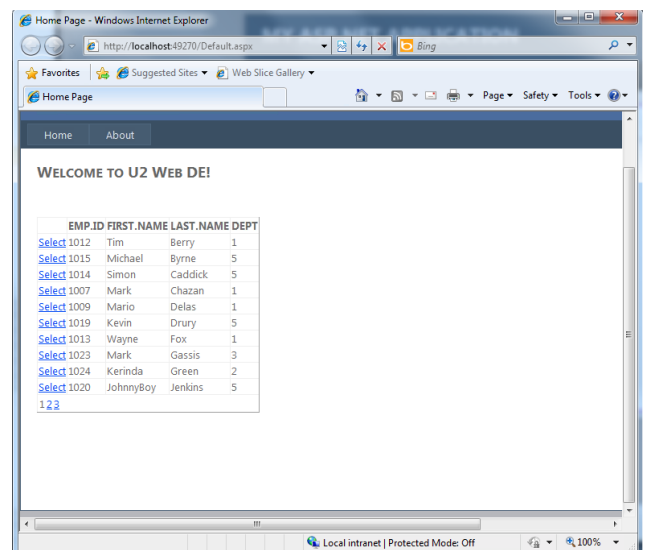 Home Page - Windows Internet Explorer
MY ASP.NET APPLICATION
http://localhost:49270/Default.aspx
Bing
Favorites
Suggested Sites
Web Slice Gallery
Home Page
Page
Safety
Tools
Home
About
WELCOME TO U2 WEB DE!
EMP.ID FIRST.NAME LAST.NAME DEPT
Select 1012 Tim Berry 1
Select 1015 Michael Byrne 5
Select 1014 Simon Caddick 5
Select 1007 Mark Chazan 1
Select 1009 Mario Delas 1
Select 1019 Kevin Drury 5
Select 1013 Wayne Fox 1
Select 1023 Mark Gassis 3
Select 1024 Kerinda Green 2
Select 1020 JohnnyBoy Jenkins 5
1 2 3
Local intranet | Protected Mode: Off
100%